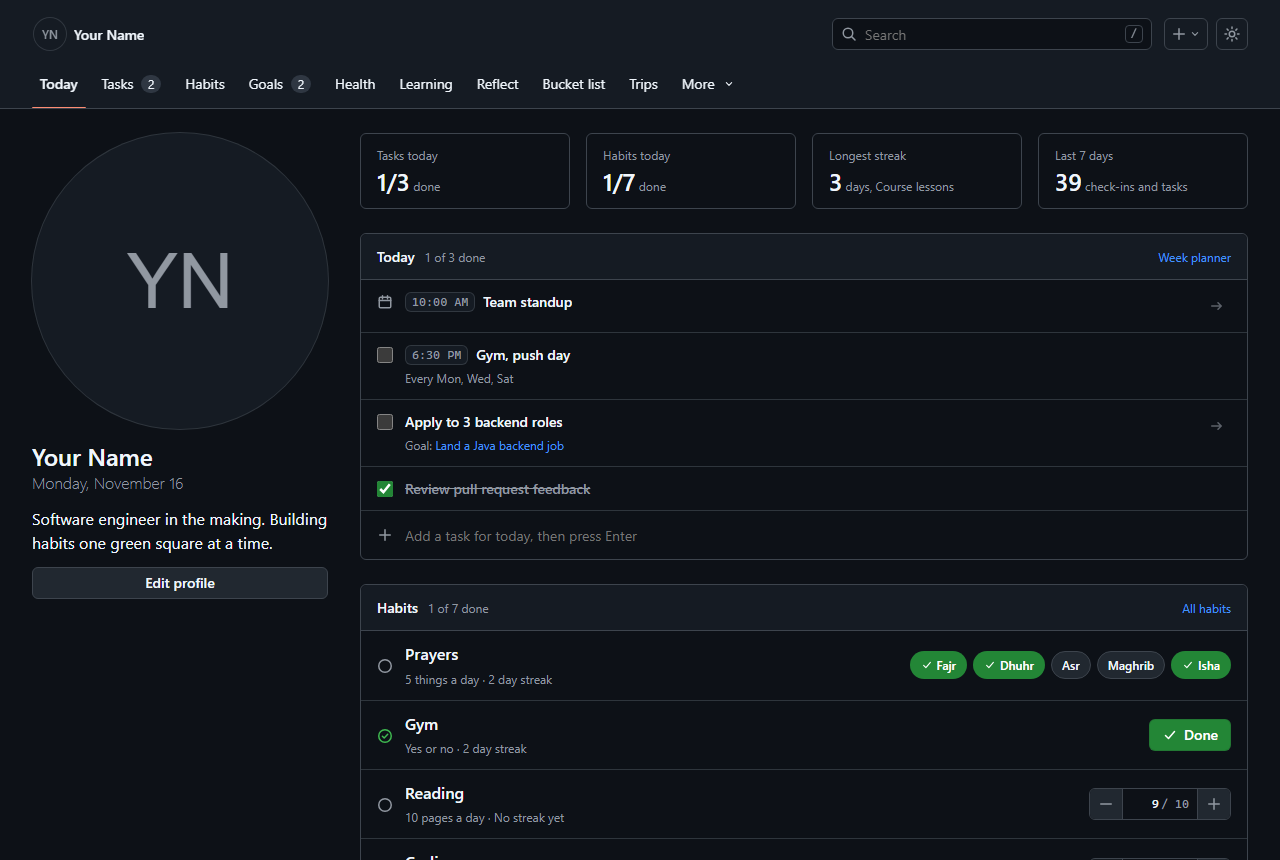 YN Your Name
Search /
Today Tasks 2 Habits Goals 2 Health Learning Reflect Bucket list Trips More
YN
Your Name
Monday, November 16
Software engineer in the making. Building
habits one green square at a time.
Edit profile
Tasks today
1/3 done
Habits today
1/7 done
Longest streak
3 days, Course lessons
Last 7 days
39 check-ins and tasks
Today 1 of 3 done Week planner
10:00 AM Team standup
6:30 PM Gym, push day
Every Mon, Wed, Sat
Apply to 3 backend roles
Goal: Land a Java backend job
Review pull request feedback
Add a task for today, then press Enter
Habits 1 of 7 done All habits
Prayers
5 things a day · 2 day streak
Fajr Dhuhr Asr Maghrib Isha
Gym
Yes or no · 2 day streak
Done
Reading
10 pages a day · No streak yet
9 / 10